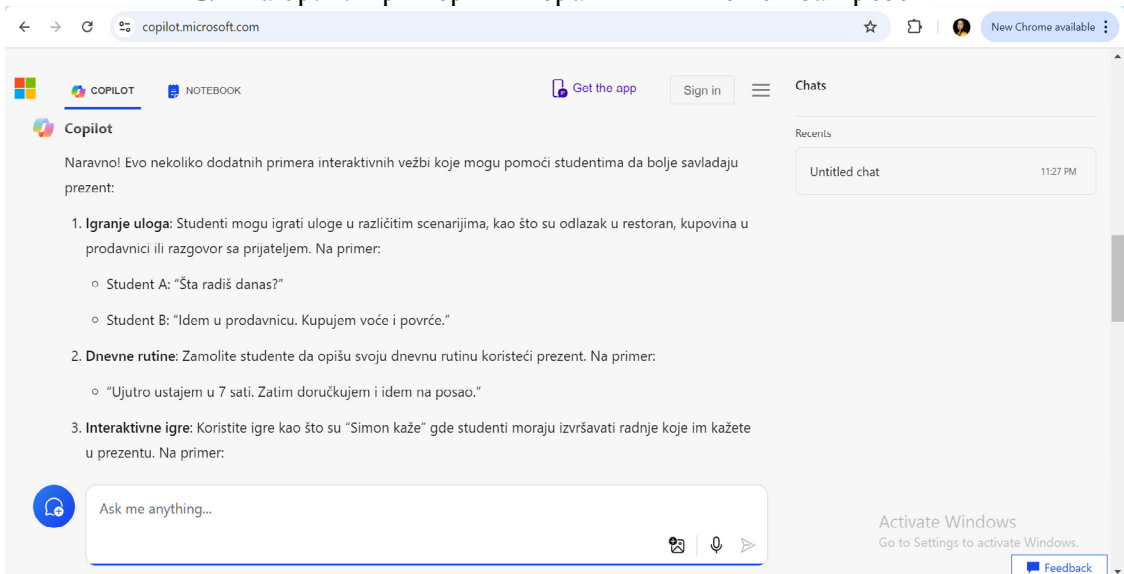 copilot.microsoft.com
New Chrome available
COPILOT
NOTEBOOK
Get the app
Sign in
Chats
Copilot
Recents
Naravno! Evo nekoliko dodatnih primera interaktivnih vežbi koje mogu pomoći studentima da bolje savladaju
prezent:
Untitled chat
11:27 PM
1. Igranje uloga: Studenti mogu igrati uloge u različitim scenarijima, kao što su odlazak u restoran, kupovina u
prodavnici ili razgovor sa prijateljem. Na primer:
Student A: “Šta radiš danas?”
Student B: “Idem u prodavnicu. Kupujem voće i povrće.”
2. Dnevne rutine: Zamolite studente da opišu svoju dnevnu rutinu koristeći prezent. Na primer:
“Ujutro ustajem u 7 sati. Zatim doručkujem i idem na posao.”
3. Interaktivne igre: Koristite igre kao što su “Simon kaže” gde studenti moraju izvršavati radnje koje im kažete
u prezentu. Na primer:
Ask me anything...
Activate Windows
Go to Settings to activate Windows.
Feedback